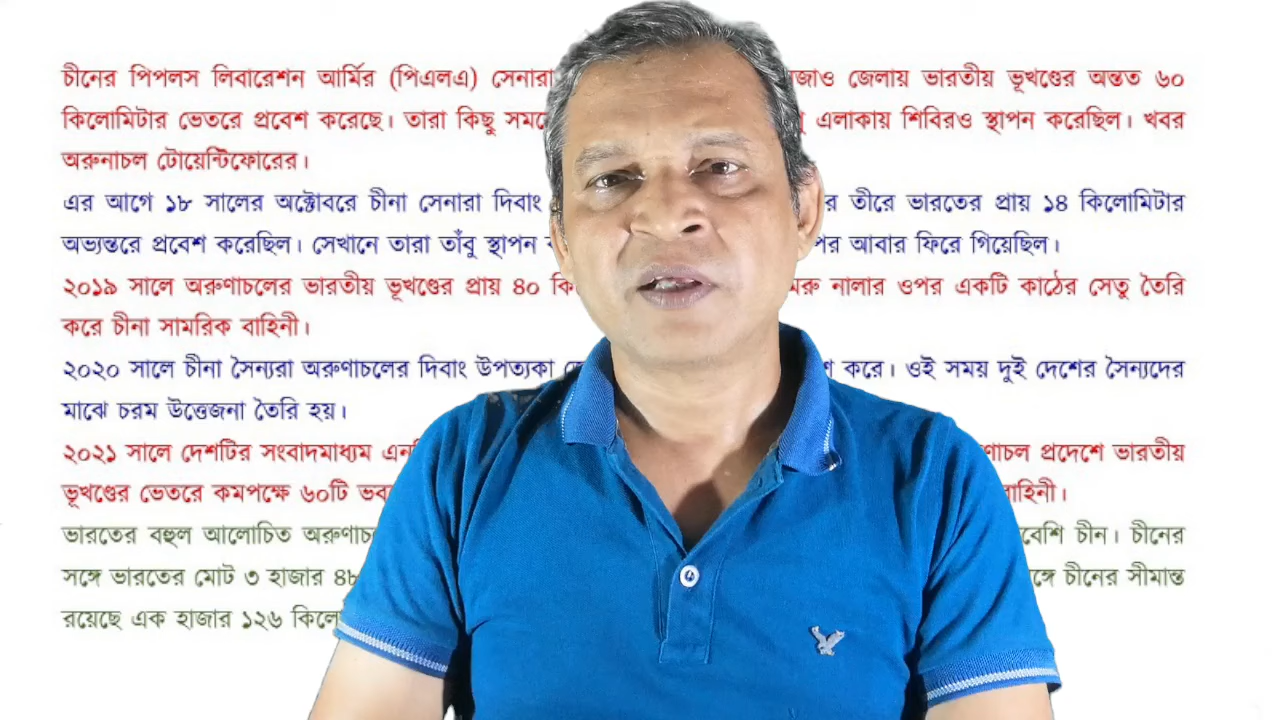 চীনের পিপলস লিবারেশন আর্মির (পিএলএ) সেনারা জেলায় ভারতীয় ভূখণ্ডের অন্তত ৬০
কিলোমিটার ভেতরে প্রবেশ করেছে। তারা কিছু এলাকায় শিবিরও স্থাপন করেছিল। খবর
অরুনাচল টোয়েন্টিফোরের।
এর আগে ১৮ সালের অক্টোবরে চীনা সেনারা দিবাং তীরে ভারতের প্রায় ১৪ কিলোমিটার
অভ্যন্তরে প্রবেশ করেছিল। সেখানে তারা তাঁবু স্থাপন আবার ফিরে গিয়েছিল।
২০১৯ সালে অরুণাচলের ভারতীয় ভূখণ্ডের প্রায় ৪০ নালার ওপর একটি কাঠের সেতু তৈরি
করে চীনা সামরিক বাহিনী।
২০২০ সালে চীনা সৈন্যরা অরুণাচলের দিবাং উপত্যকা করে। ওই সময় দুই দেশের সৈন্যদের
মাঝে চরম উত্তেজনা তৈরি হয়।
২০২১ সালে দেশটির সংবাদমাধ্যম প্রদেশে ভারতীয়
ভূখণ্ডের ভেতরে কমপক্ষে ৬০টি
ভারতের বহুল আলোচিত বেশি চীন। চীনের
সঙ্গে ভারতের মোট ৩ হাজার চীনের সীমান্ত
রয়েছে এক হাজার ১২৬